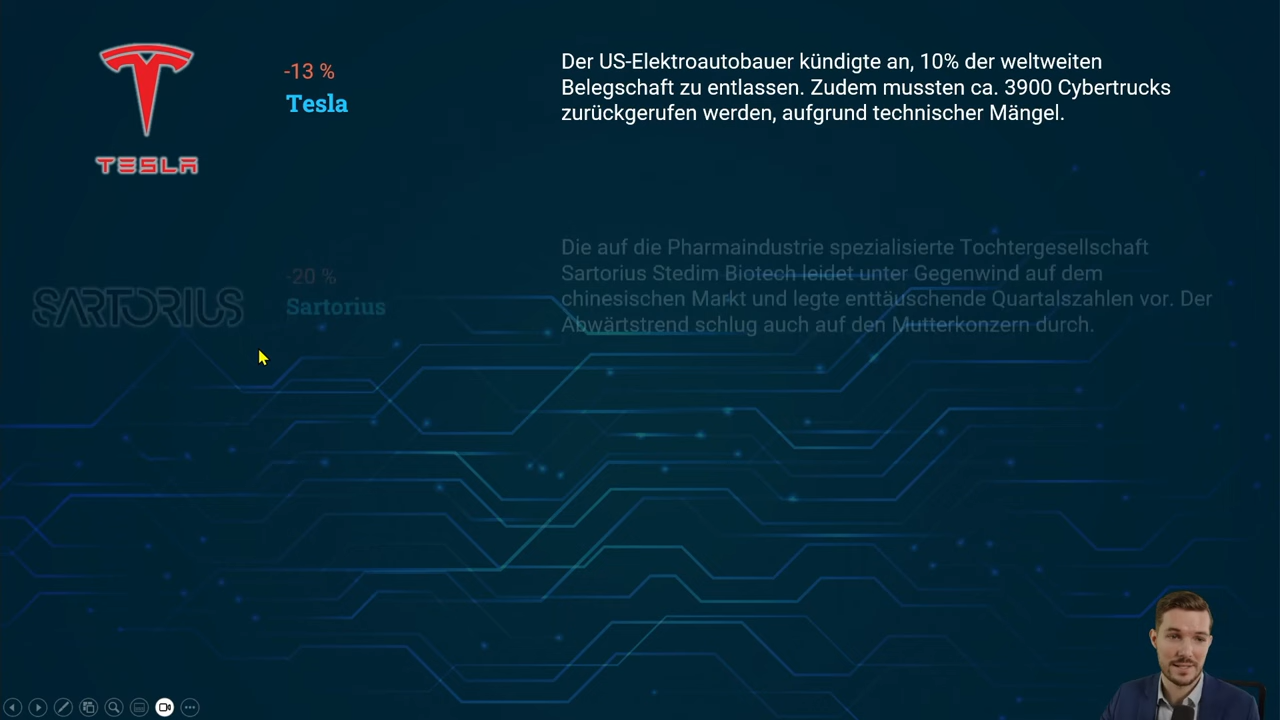 TESLA
-13 %
Tesla
Der US-Elektroautobauer kündigte an, 10% der weltweiten
Belegschaft zu entlassen. Zudem mussten ca. 3900 Cybertrucks
zurückgerufen werden, aufgrund technischer Mängel.
SARTORIUS
-20 %
Sartorius
Die auf die Pharmaindustrie spezialisierte Tochtergesellschaft
Sartorius Stedim Biotech leidet unter Gegenwind auf dem
chinesischen Markt und legte enttäuschende Quartalszahlen vor. Der
Abwärtstrend schlug auch auf den Mutterkonzern durch.